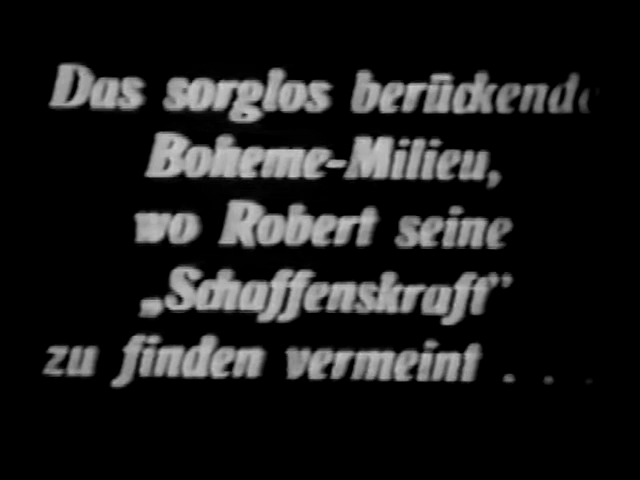 Das sorglos berückende
Boheme-Milieu,
wo Robert seine
„Schaffenskraft”
zu finden vermeint . . .